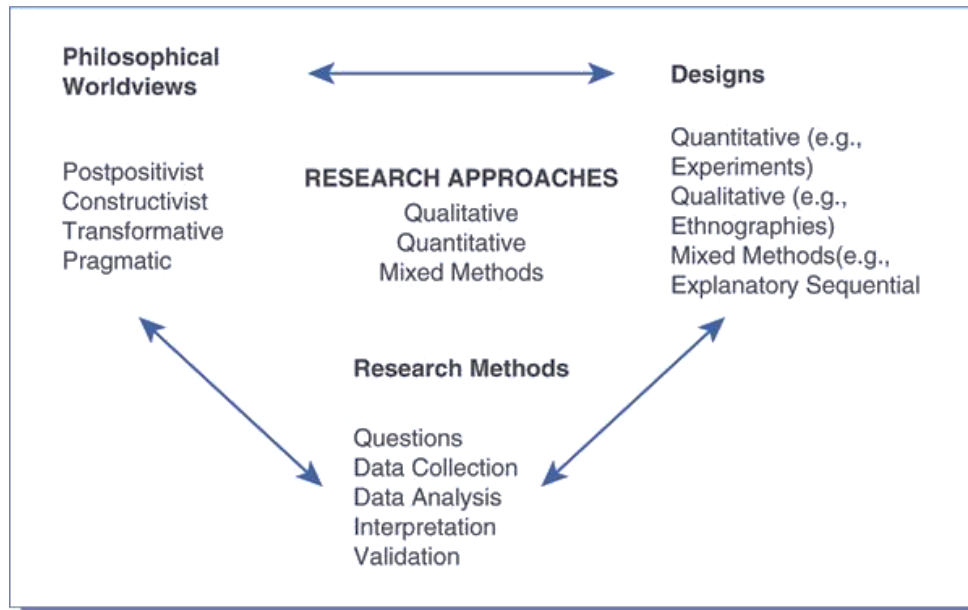 Philosophical
Worldviews
Postpositivist
Constructivist
Transformative
Pragmatic
RESEARCH APPROACHES
Qualitative
Quantitative
Mixed Methods
Designs
Quantitative (e.g.,
Experiments)
Qualitative (e.g.,
Ethnographies)
Mixed Methods(e.g.,
Explanatory Sequential
Research Methods
Questions
Data Collection
Data Analysis
Interpretation
Validation